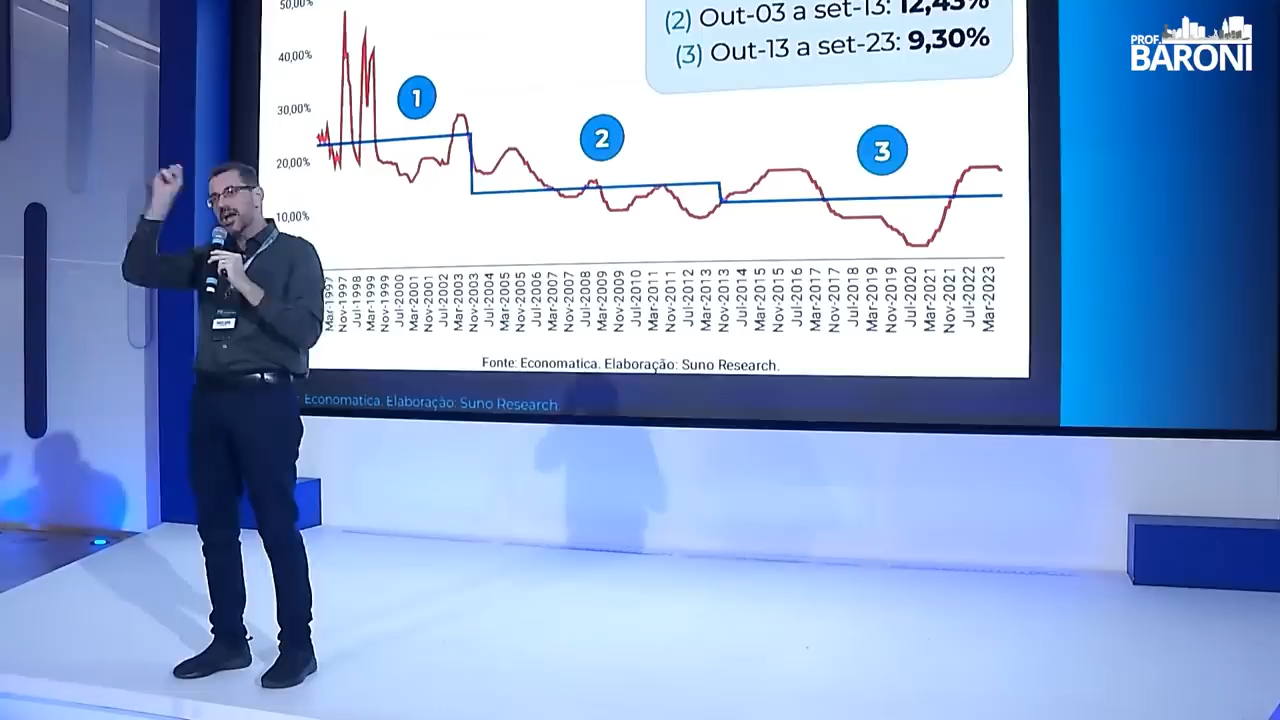 50,00%
40,00%
30,00%
20,00%
10,00%
(2) Out-03 a set-13: 12,43%
(3) Out-13 a set-23: 9,30%
1
2
3
Mar-1997
Nov-1997
Jul-1998
Mar-1999
Nov-1999
Jul-2000
Mar-2001
Nov-2001
Jul-2002
Mar-2003
Nov-2003
Jul-2004
Mar-2005
Nov-2005
Jul-2006
Mar-2007
Nov-2007
Jul-2008
Mar-2009
Nov-2009
Jul-2010
Mar-2011
Nov-2011
Jul-2012
Mar-2013
Nov-2013
Jul-2014
Mar-2015
Nov-2015
Jul-2016
Mar-2017
Nov-2017
Jul-2018
Mar-2019
Nov-2019
Jul-2020
Mar-2021
Nov-2021
Jul-2022
Mar-2023
Fonte: Economatica. Elaboração: Suno Research.
Economatica. Elaboração: Suno Research
PROF.
BARONI